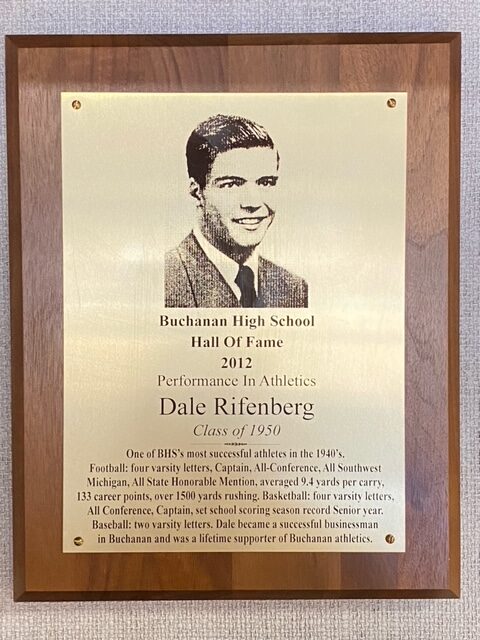 Buchanan High School
Hall Of Fame
2012
Performance In Athletics
Dale Rifenberg
Class of 1950
One of BHS's most successful athletes in the 1940's.
Football: four varsity letters, Captain, All-Conference, All Southwest
Michigan, All State Honorable Mention, averaged 9.4 yards per carry,
133 career points, over 1500 yards rushing. Basketball: four varsity letters,
All Conference, Captain, set school scoring season record Senior year.
Baseball: two varsity letters. Dale became a successful businessman
in Buchanan and was a lifetime supporter of Buchanan athletics.